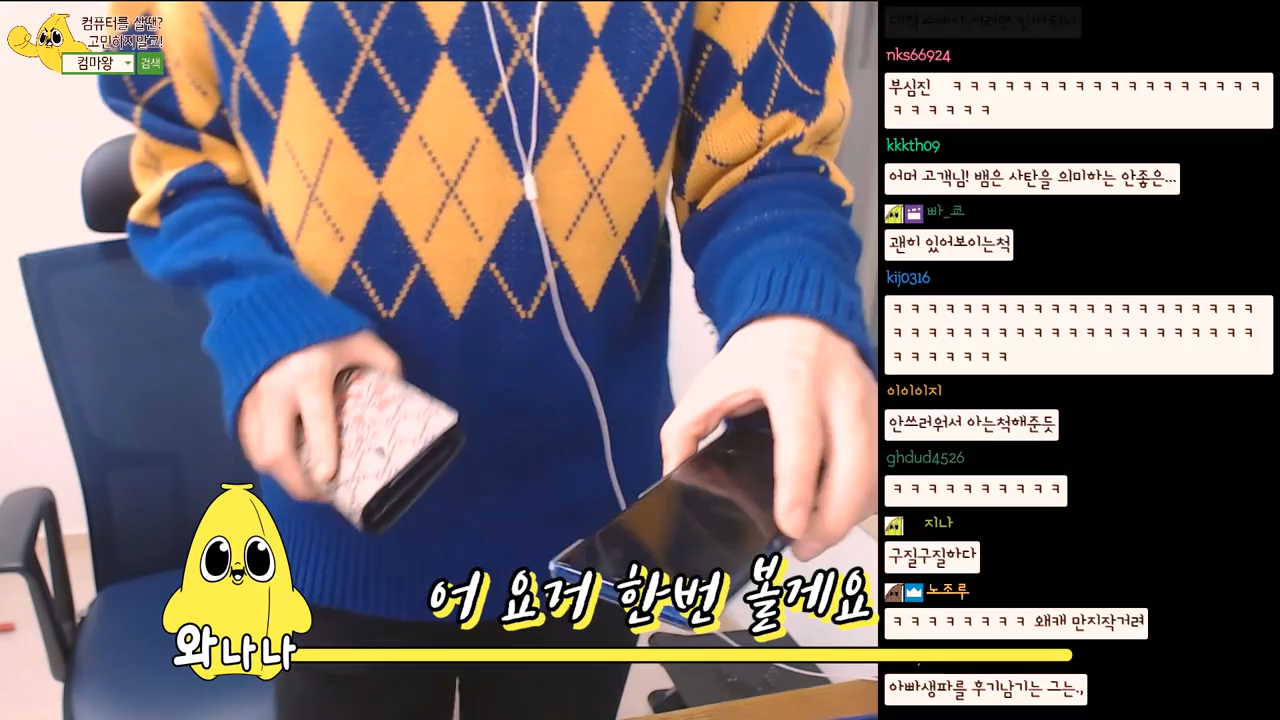 컴퓨터를 살땐?
고민하지말고!
컴마왕
검색
nks66924
부심진 ㅋㅋㅋㅋㅋㅋㅋㅋㅋㅋㅋㅋㅋㅋㅋㅋㅋㅋ
ㅋㅋㅋㅋㅋㅋ
kkkth09
어머 고객님! 뱀은 사탄을 의미하는 안좋은...
빠_쿄
괜히 있어보이는척
kij0316
ㅋㅋㅋㅋㅋㅋㅋㅋㅋㅋㅋㅋㅋㅋㅋㅋㅋㅋㅋㅋㅋ
ㅋㅋㅋㅋㅋㅋㅋㅋㅋㅋㅋㅋㅋㅋㅋㅋㅋㅋㅋㅋㅋ
ㅋㅋㅋㅋㅋㅋㅋ
이이이지
안쓰러워서 아는척해준듯
ghdud4526
ㅋㅋㅋㅋㅋㅋㅋㅋㅋㅋ
지나
구질구질하다
노조루
ㅋㅋㅋㅋㅋㅋㅋㅋ 왜캐 만지작거려
아빠생파를 후기남기는 그는.,
어 요거 한번 볼게요
와나나